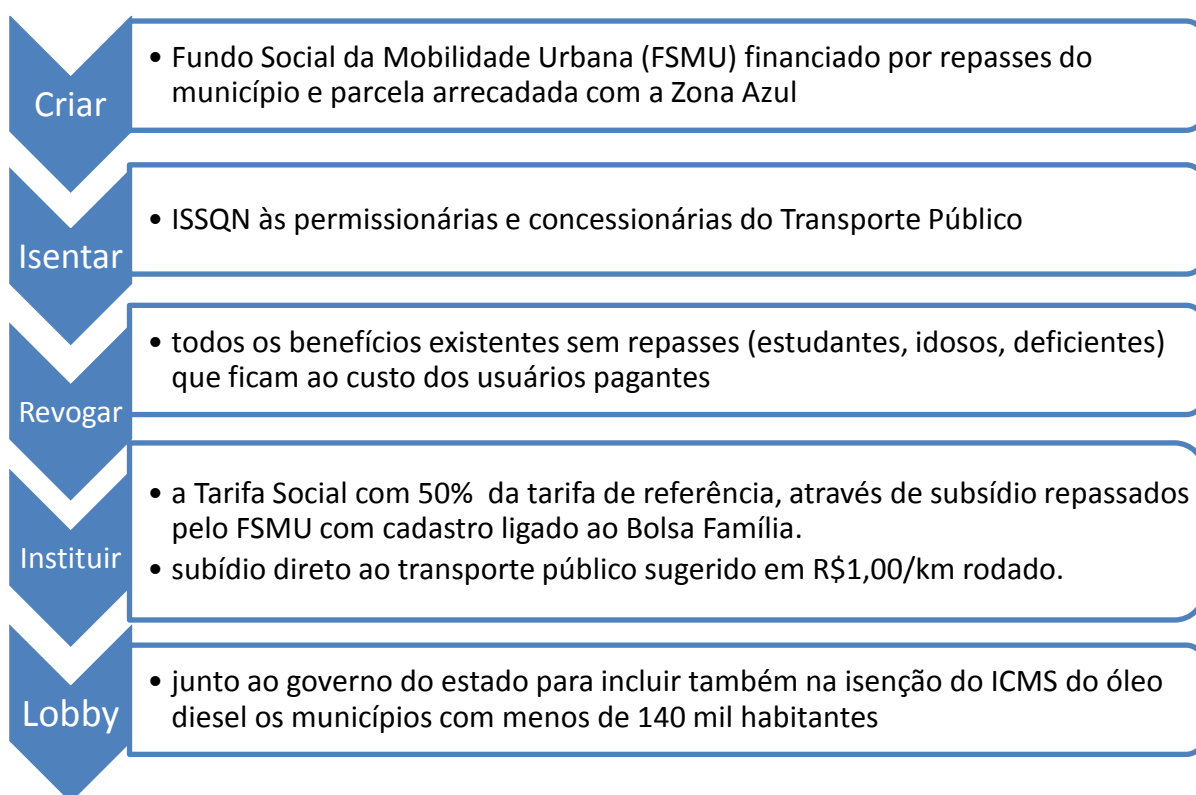 Criar
• Fundo Social da Mobilidade Urbana (FSMU) financiado por repasses do
município e parcela arrecadada com a Zona Azul
Isentar
• ISSQN às permissionárias e concessionárias do Transporte Público
Revogar
• todos os benefícios existentes sem repasses (estudantes, idosos, deficientes)
que ficam ao custo dos usuários pagantes
Instituir
• a Tarifa Social com 50% da tarifa de referência, através de subsídio repassados
pelo FSMU com cadastro ligado ao Bolsa Família.
• subídio direto ao transporte público sugerido em R$1,00/km rodado.
Lobby
• junto ao governo do estado para incluir também na isenção do ICMS do óleo
diesel os municípios com menos de 140 mil habitantes